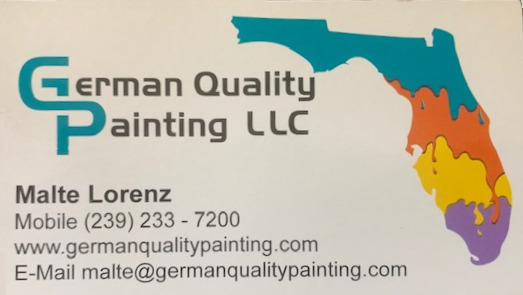 German Quality
Painting LLC
Malte Lorenz
Mobile (239) 233 - 7200
www.germanqualitypainting.com
E-Mail malte@germanqualitypainting.com